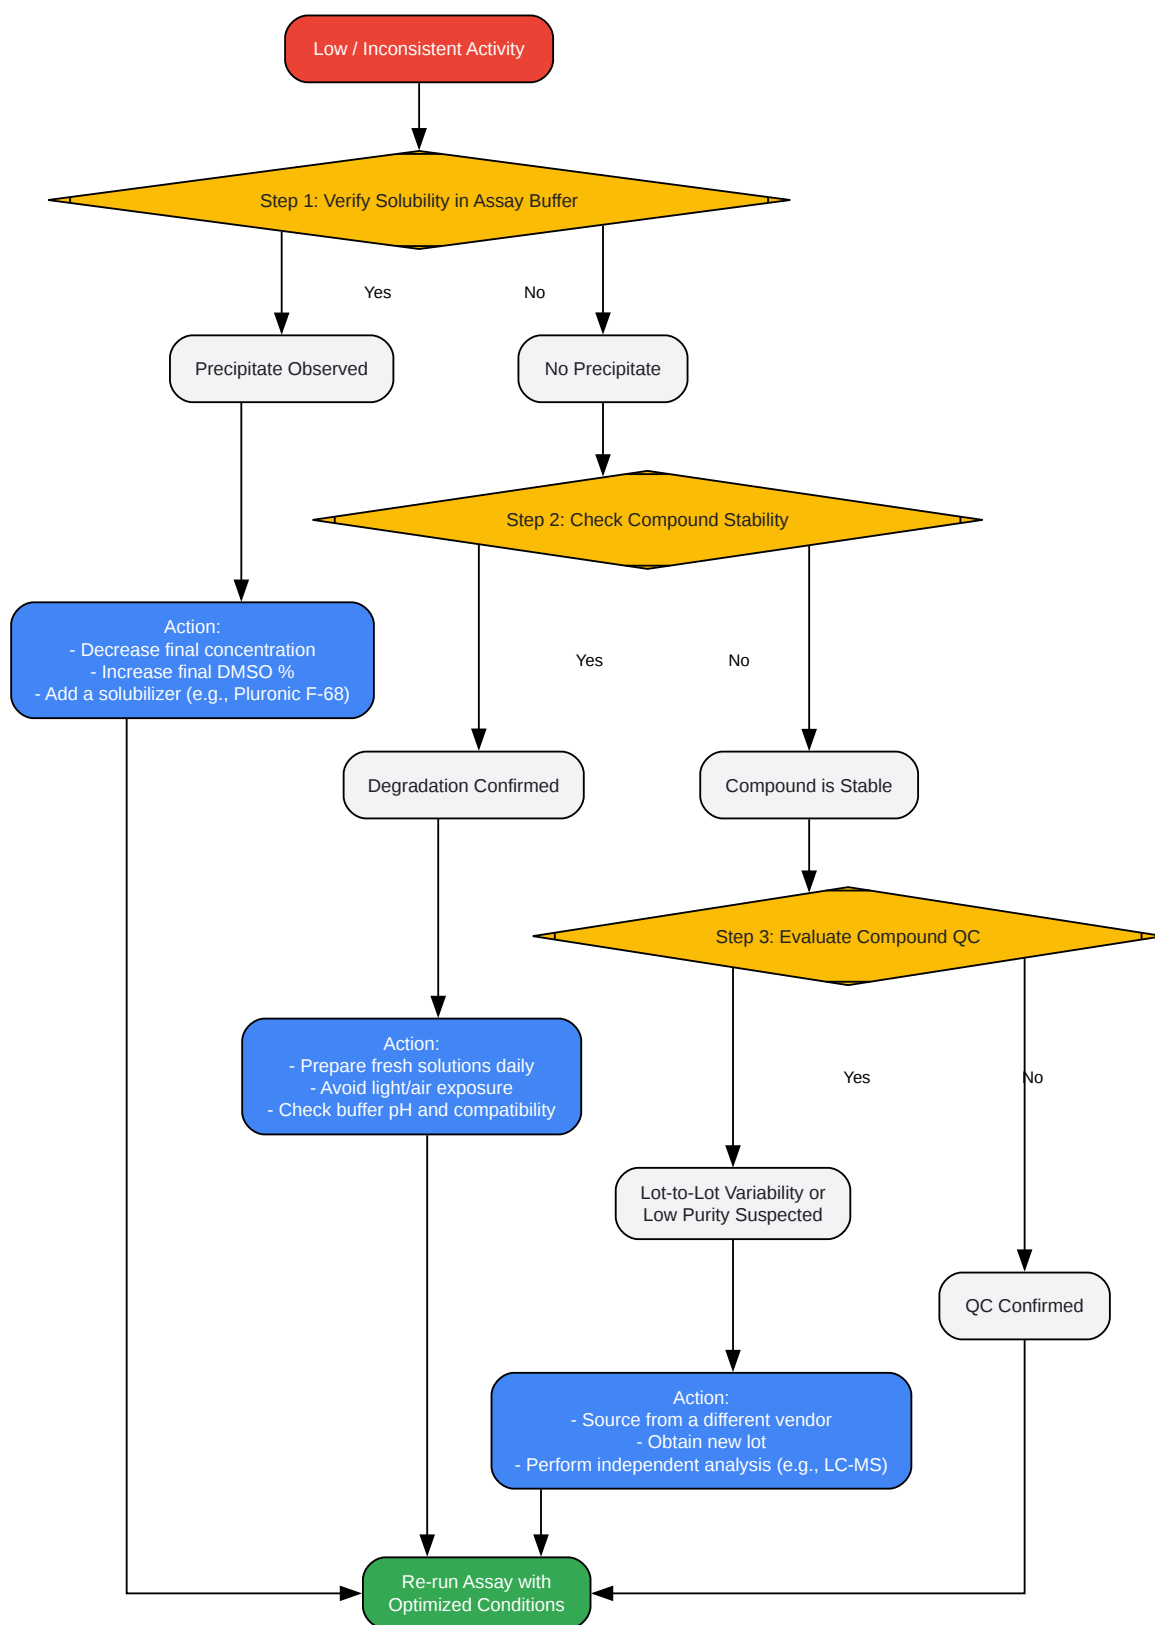 Low / Inconsistent Activity
Step 1: Verify Solubility in Assay Buffer
Yes
No
Precipitate Observed
No Precipitate
Step 2: Check Compound Stability
Action:
- Decrease final concentration
- Increase final DMSO %
- Add a solubilizer (e.g., Pluronic F-68)
Yes
No
Degradation Confirmed
Compound is Stable
Step 3: Evaluate Compound QC
Action:
- Prepare fresh solutions daily
- Avoid light/air exposure
- Check buffer pH and compatibility
Yes
No
Lot-to-Lot Variability or
Low Purity Suspected
QC Confirmed
Action:
- Source from a different vendor
- Obtain new lot
- Perform independent analysis (e.g., LC-MS)
Re-run Assay with
Optimized Conditions